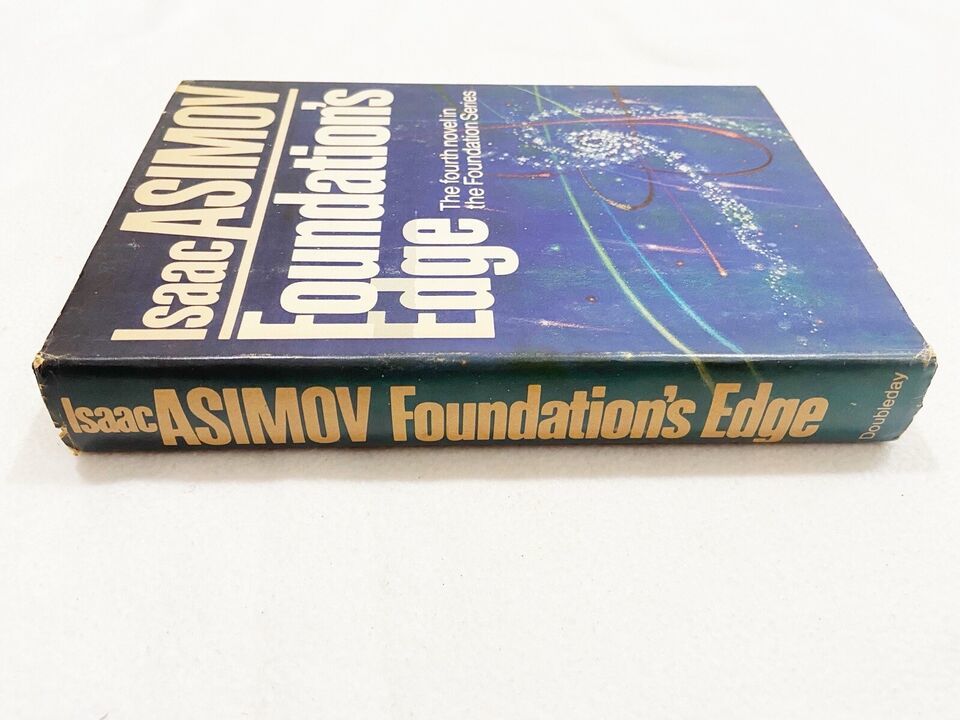 Isaac ASIMOV
Foundation's
Edge
The fourth novel in
the Foundation Series
Isaac ASIMOV Foundation's Edge
Doubleday